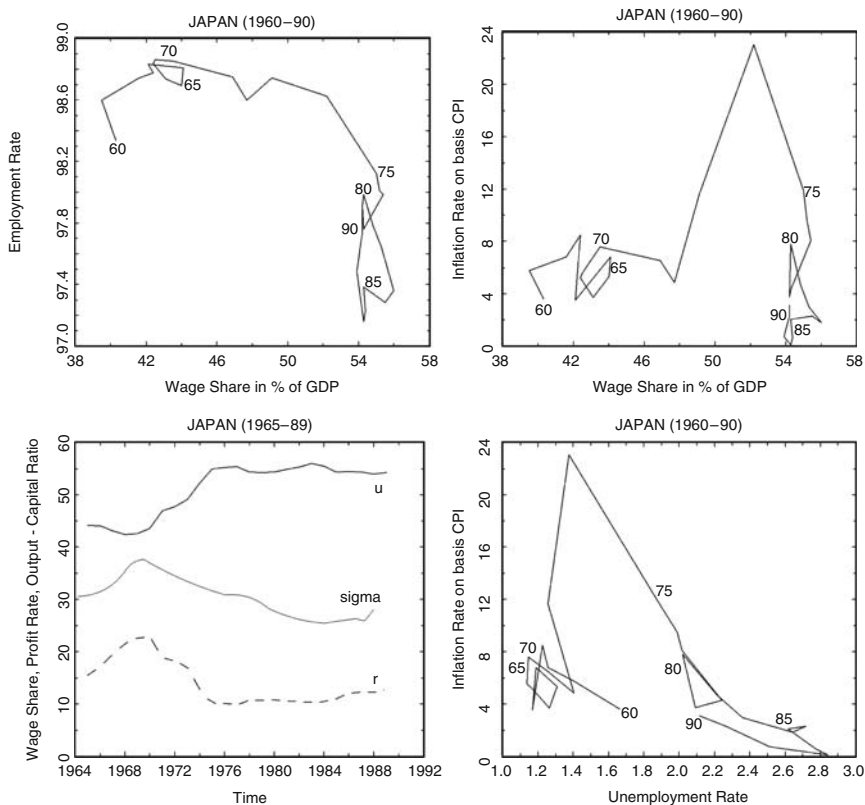 JAPAN (1960–90)
Employment Rate
99.0
98.6
98.2
97.8
97.4
97.0
70
65
60
75
80
90
85
38 42 46 50 54 58
Wage Share in % of GDP
JAPAN (1960–90)
Inflation Rate on basis CPI
24
20
16
12
8
4
0
70
65
60
75
80
90
85
38 42 46 50 54 58
Wage Share in % of GDP
JAPAN (1965–89)
Wage Share, Profit Rate, Output - Capital Ratio
60
50
40
30
20
10
0
u
sigma
r
1964 1968 1972 1976 1980 1984 1988 1992
Time
JAPAN (1960–90)
Inflation Rate on basis CPI
24
20
16
12
8
4
0
75
70
65
80
60
90
85
1.0 1.2 1.4 1.6 1.8 2.0 2.2 2.4 2.6 2.8 3.0
Unemployment Rate